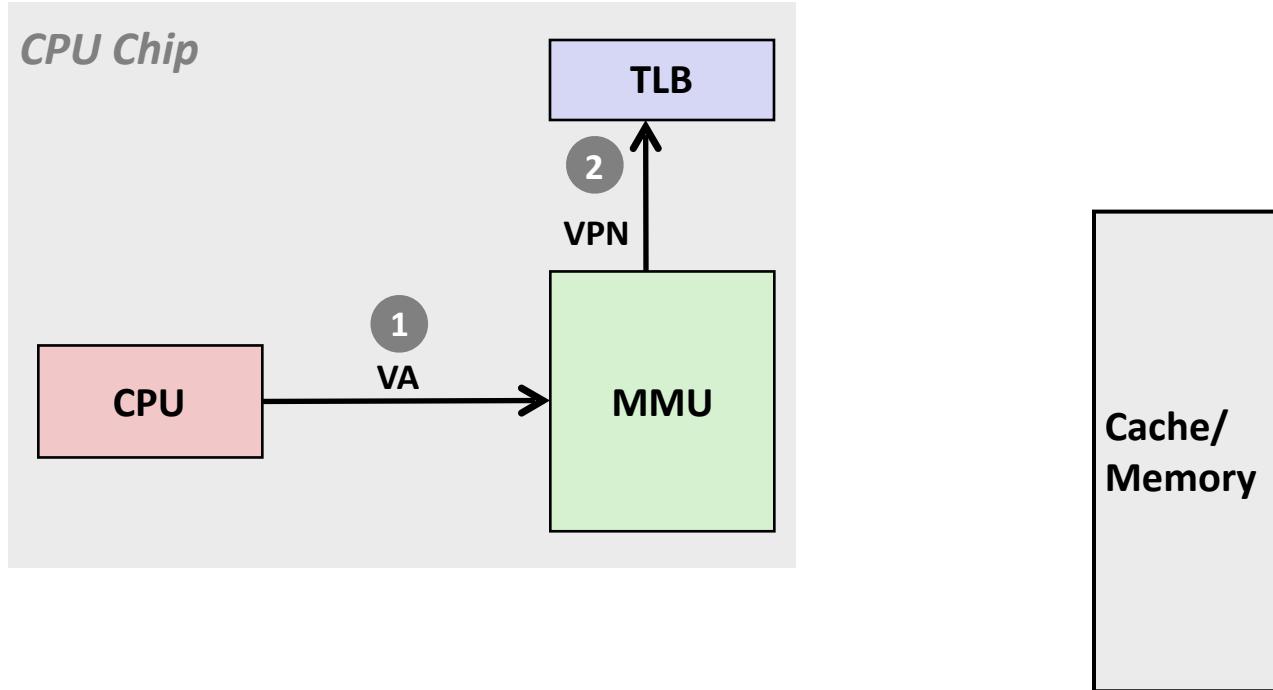 CPU Chip
TLB
2
VPN
1
VA
CPU
MMU
Cache/
Memory